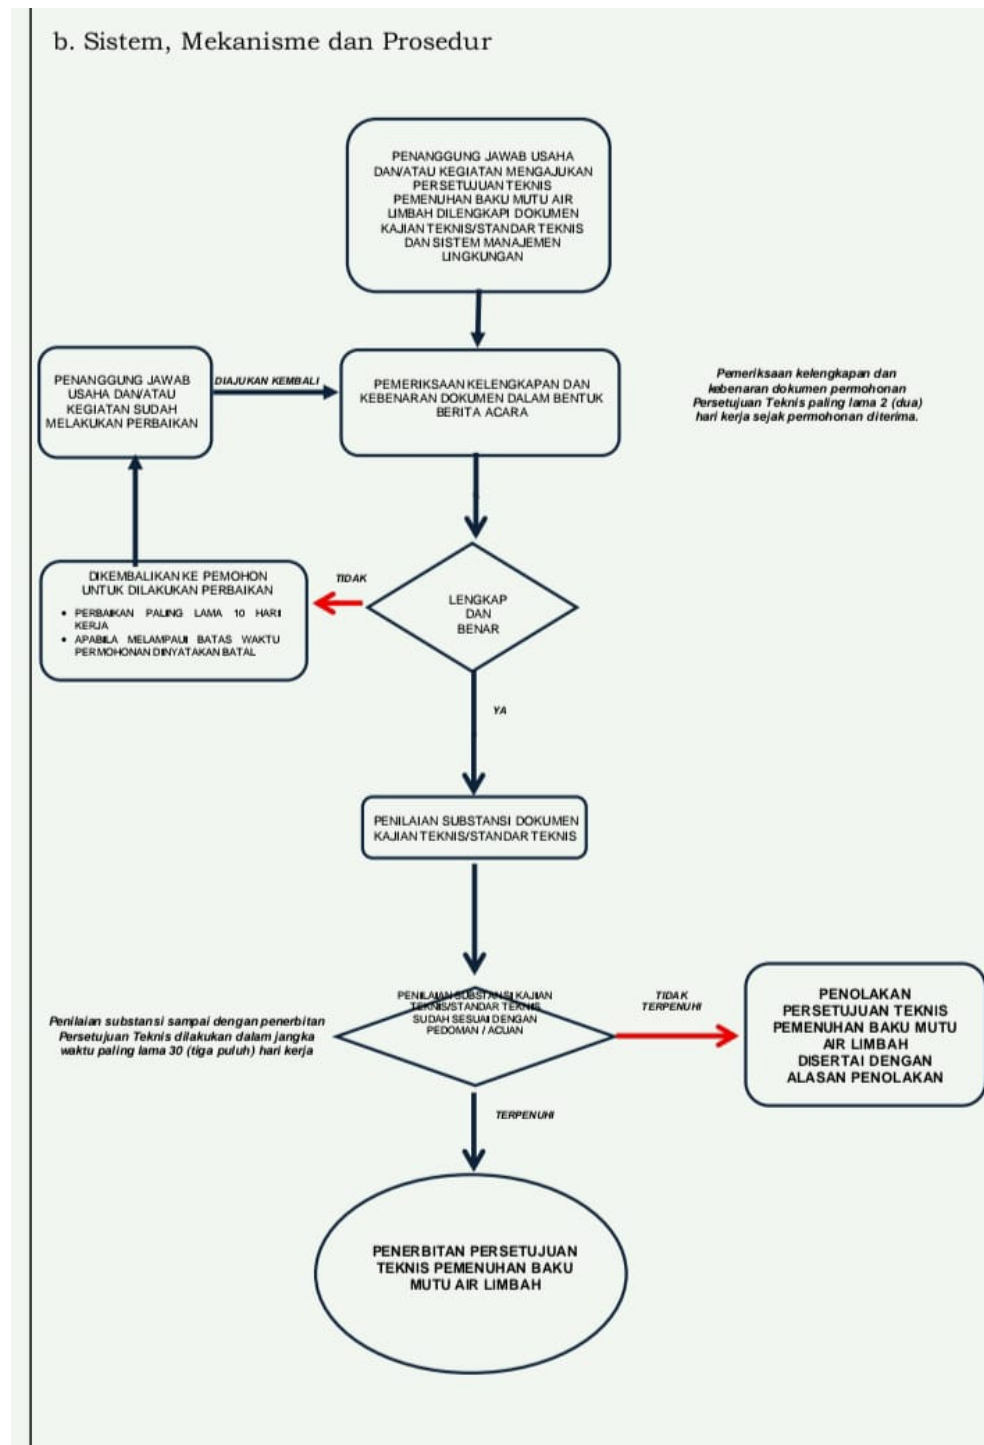 b. Sistem, Mekanisme dan Prosedur
PENANGGUNG JAWAB USAHA
DAN/ATAU KEGIATAN MENGAJUKAN
PERSETUJUAN TEKNIS
PEMENUHAN BAKU MUTU AIR
LIMBAH DILENGKAPI DOKUMEN
KAJIAN TEKNIS/STANDAR TEKNIS
DAN SISTEM MANAJEMEN
LINGKUNGAN
PENANGGUNG JAWAB
USAHA DAN/ATAU
KEGIATAN SUDAH
MELAKUKAN PERBAIKAN
DIAJUKAN KEMBALI
PEMERIKSAAN KELENGKAPAN DAN
KEBENARAN DOKUMEN DALAM BENTUK
BERITA ACARA
Pemeriksaan kelengkapan dan
kebenaran dokumen permohonan
Persetujuan Teknis paling lama 2 (dua)
hari kerja sejak permohonan diterima.
DIKEMBALIKAN KE PEMOHON
UNTUK DILAKUKAN PERBAIKAN
• PERBAIKAN PALING LAMA 10 HARI
KERJA
• APABILA MELAMPAUI BATAS WAKTU
PERMOHONAN DINYATAKAN BATAL
TIDAK
LENGKAP
DAN
BENAR
YA
PENILAIAN SUBSTANSI DOKUMEN
KAJIAN TEKNIS/STANDAR TEKNIS
Penilaian substansi sampai dengan penerbitan
Persetujuan Teknis dilakukan dalam jangka
waktu paling lama 30 (tiga puluh) hari kerja
PENILAIAN SUBSTANSI KAJIAN
TEKNIS/STANDAR TEKNIS
SUDAH SESUAI DENGAN
PEDOMAN / ACUAN
TIDAK
TERPENUHI
PENOLAKAN
PERSETUJUAN TEKNIS
PEMENUHAN BAKU MUTU
AIR LIMBAH
DISERTAI DENGAN
ALASAN PENOLAKAN
TERPENUHI
PENERBITAN PERSETUJUAN
TEKNIS PEMENUHAN BAKU
MUTU AIR LIMBAH